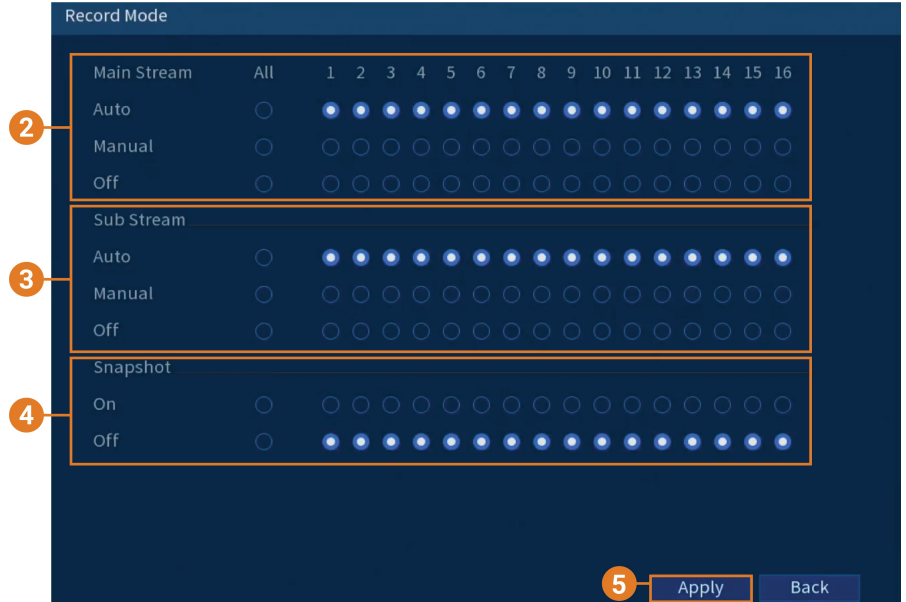 Record Mode
Main Stream All 1 2 3 4 5 6 7 8 9 10 11 12 13 14 15 16
Auto
2
Manual
Off
Sub Stream
Auto
3
Manual
Off
Snapshot
On
4
Off
5 Apply Back